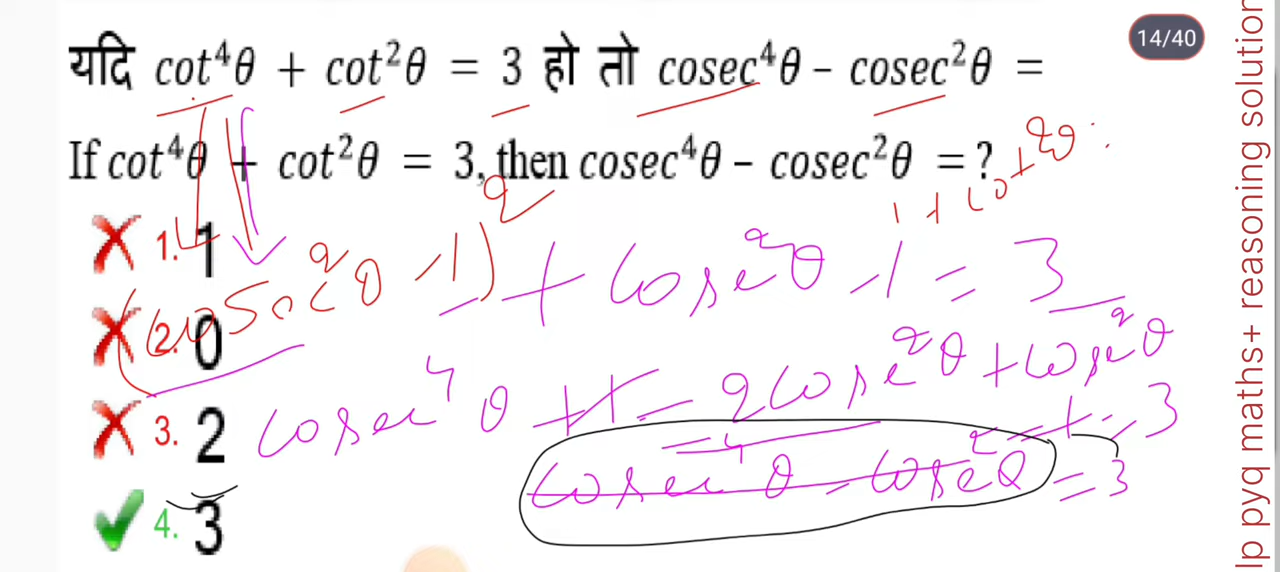 14/40
यदि cot⁴θ + cot²θ = 3 हो तो cosec⁴θ – cosec²θ =
If cot⁴θ + cot²θ = 3, then cosec⁴θ – cosec²θ = ?
1. 1
2. 0
3. 2
4. 3
(cosec²θ - 1)² + cosec²θ - 1 = 3
cosec⁴θ + 1 - 2cosec²θ + cosec²θ - 1 = 3
cosec⁴θ - cosec²θ = 3
lp pyq maths+ reasoning solution